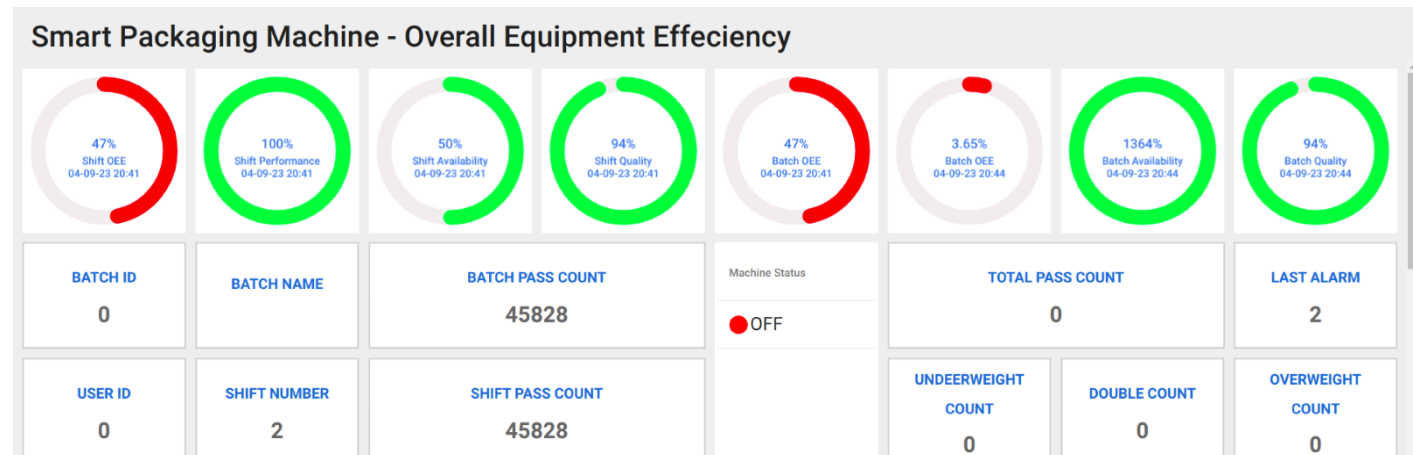 Smart Packaging Machine - Overall Equipment Effeciency
47%
Shift OEE
04-09-23 20:41
100%
Shift Performance
04-09-23 20:41
50%
Shift Availability
04-09-23 20:41
94%
Shift Quality
04-09-23 20:41
47%
Batch OEE
04-09-23 20:41
3.65%
Batch OEE
04-09-23 20:44
1364%
Batch Availability
04-09-23 20:44
94%
Batch Quality
04-09-23 20:44
BATCH ID
0
BATCH NAME
BATCH PASS COUNT
45828
Machine Status
OFF
TOTAL PASS COUNT
0
LAST ALARM
2
USER ID
0
SHIFT NUMBER
2
SHIFT PASS COUNT
45828
UNDEERWEIGHT
COUNT
0
DOUBLE COUNT
0
OVERWEIGHT
COUNT
0